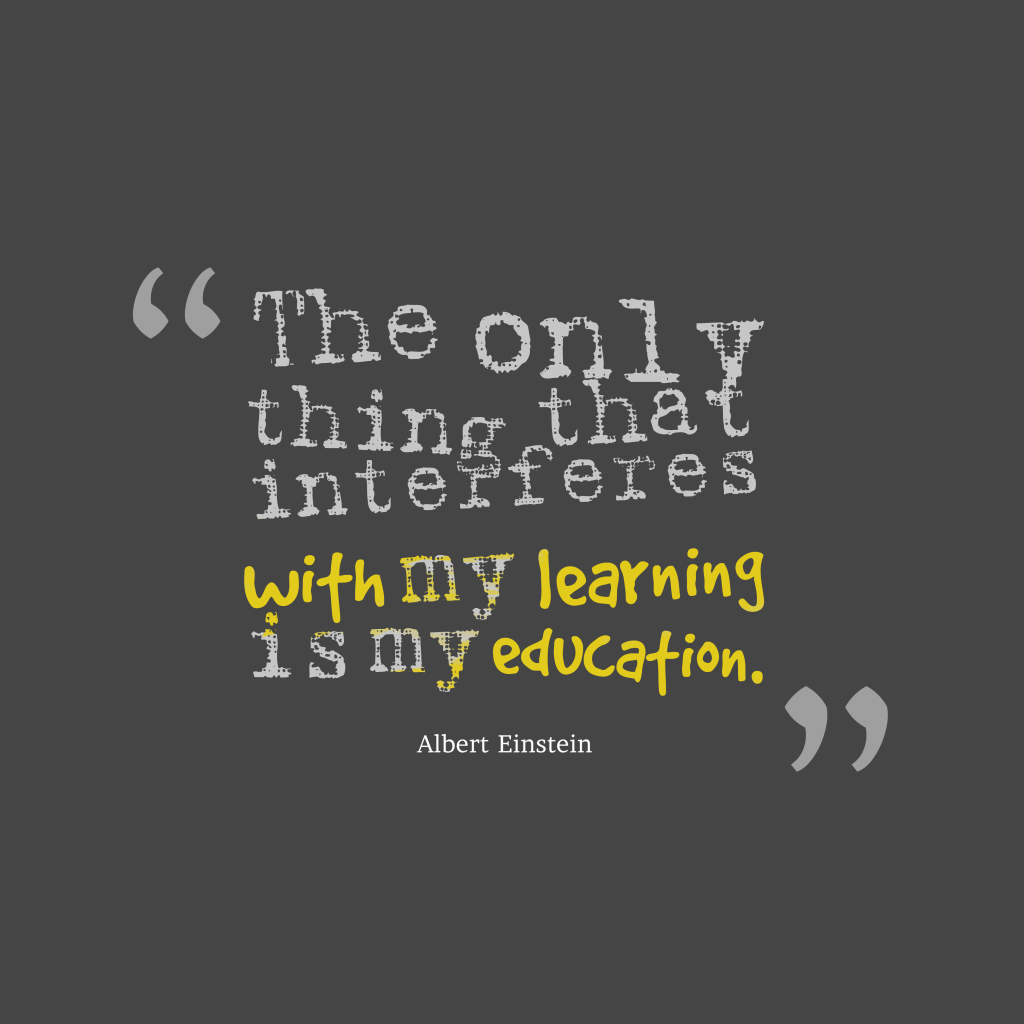 “The only
thing that
interferes
with my learning
is my education.”
Albert Einstein